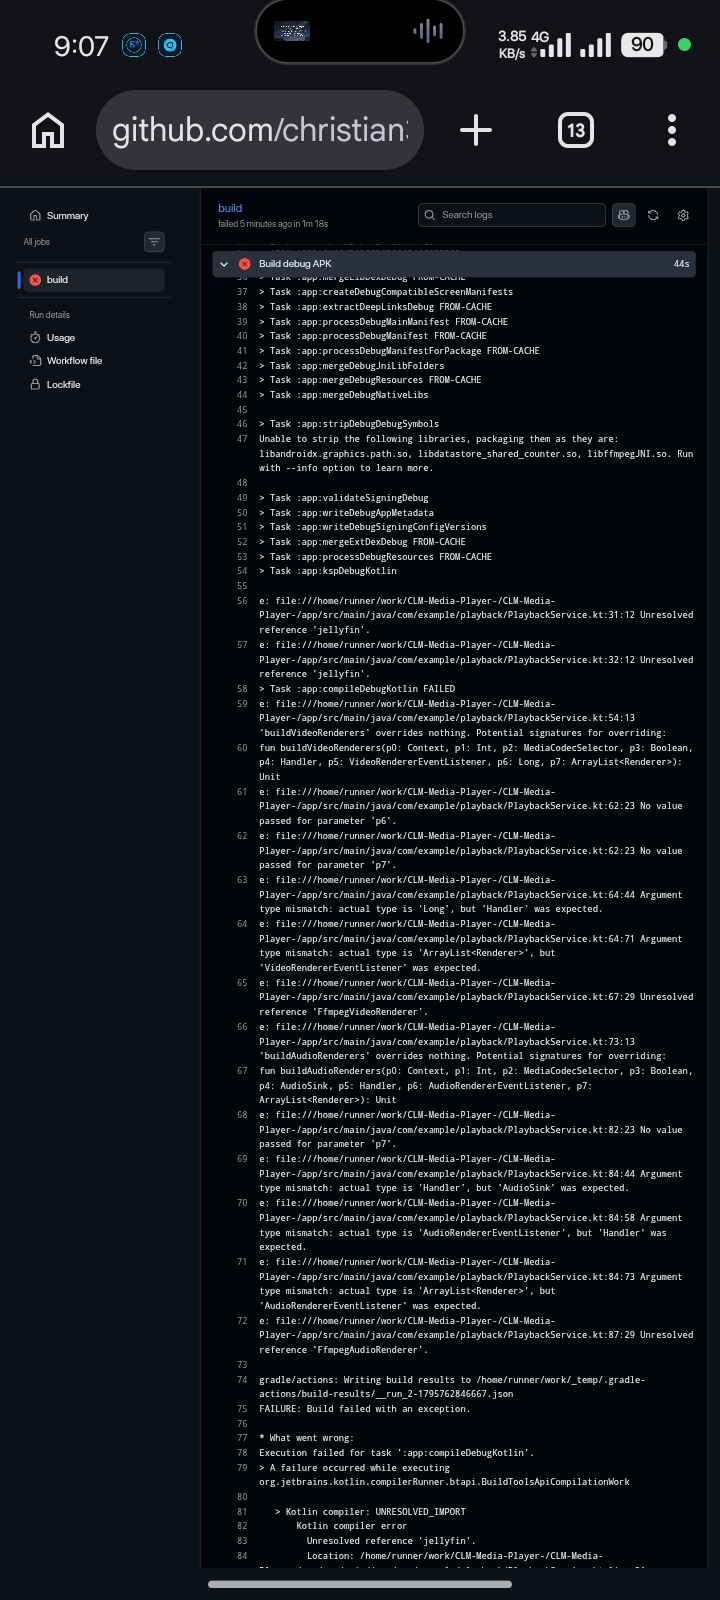 9:07
3.85 4G
KB/s
90
github.com/christian
13
Summary
All jobs
build
Run details
Usage
Workflow file
Lockfile
build
failed 5 minutes ago in 1m 18s
Search logs
Build debug APK
44s
36 > Task :app:mergeLibDexDebug FROM-CACHE
37 > Task :app:createDebugCompatibleScreenManifests
38 > Task :app:extractDeepLinksDebug FROM-CACHE
39 > Task :app:processDebugMainManifest FROM-CACHE
40 > Task :app:processDebugManifest FROM-CACHE
41 > Task :app:processDebugManifestForPackage FROM-CACHE
42 > Task :app:mergeDebugJniLibFolders
43 > Task :app:mergeDebugResources FROM-CACHE
44 > Task :app:mergeDebugNativeLibs
45
46 > Task :app:stripDebugDebugSymbols
47 Unable to strip the following libraries, packaging them as they are:
libandroidx.graphics.path.so, libdatastore_shared_counter.so, libffmpegJNI.so. Run
with --info option to learn more.
48
49 > Task :app:validateSigningDebug
50 > Task :app:writeDebugAppMetadata
51 > Task :app:writeDebugSigningConfigVersions
52 > Task :app:mergeExtDexDebug FROM-CACHE
53 > Task :app:processDebugResources FROM-CACHE
54 > Task :app:kspDebugKotlin
55
56 e: file:///home/runner/work/CLM-Media-Player-/CLM-Media-
Player-/app/src/main/java/com/example/playback/PlaybackService.kt:31:12 Unresolved
reference 'jellyfin'.
57 e: file:///home/runner/work/CLM-Media-Player-/CLM-Media-
Player-/app/src/main/java/com/example/playback/PlaybackService.kt:32:12 Unresolved
reference 'jellyfin'.
58 > Task :app:compileDebugKotlin FAILED
59 e: file:///home/runner/work/CLM-Media-Player-/CLM-Media-
Player-/app/src/main/java/com/example/playback/PlaybackService.kt:54:13
'buildVideoRenderers' overrides nothing. Potential signatures for overriding:
60 fun buildVideoRenderers(p0: Context, p1: Int, p2: MediaCodecSelector, p3: Boolean,
p4: Handler, p5: VideoRendererEventListener, p6: Long, p7: ArrayList<Renderer>):
Unit
61 e: file:///home/runner/work/CLM-Media-Player-/CLM-Media-
Player-/app/src/main/java/com/example/playback/PlaybackService.kt:62:23 No value
passed for parameter 'p6'.
62 e: file:///home/runner/work/CLM-Media-Player-/CLM-Media-
Player-/app/src/main/java/com/example/playback/PlaybackService.kt:62:23 No value
passed for parameter 'p7'.
63 e: file:///home/runner/work/CLM-Media-Player-/CLM-Media-
Player-/app/src/main/java/com/example/playback/PlaybackService.kt:64:44 Argument
type mismatch: actual type is 'Long', but 'Handler' was expected.
64 e: file:///home/runner/work/CLM-Media-Player-/CLM-Media-
Player-/app/src/main/java/com/example/playback/PlaybackService.kt:64:71 Argument
type mismatch: actual type is 'ArrayList<Renderer>', but
'VideoRendererEventListener' was expected.
65 e: file:///home/runner/work/CLM-Media-Player-/CLM-Media-
Player-/app/src/main/java/com/example/playback/PlaybackService.kt:67:29 Unresolved
reference 'FfmpegVideoRenderer'.
66 e: file:///home/runner/work/CLM-Media-Player-/CLM-Media-
Player-/app/src/main/java/com/example/playback/PlaybackService.kt:73:13
'buildAudioRenderers' overrides nothing. Potential signatures for overriding:
67 fun buildAudioRenderers(p0: Context, p1: Int, p2: MediaCodecSelector, p3: Boolean,
p4: AudioSink, p5: Handler, p6: AudioRendererEventListener, p7:
ArrayList<Renderer>): Unit
68 e: file:///home/runner/work/CLM-Media-Player-/CLM-Media-
Player-/app/src/main/java/com/example/playback/PlaybackService.kt:82:23 No value
passed for parameter 'p7'.
69 e: file:///home/runner/work/CLM-Media-Player-/CLM-Media-
Player-/app/src/main/java/com/example/playback/PlaybackService.kt:84:44 Argument
type mismatch: actual type is 'Handler', but 'AudioSink' was expected.
70 e: file:///home/runner/work/CLM-Media-Player-/CLM-Media-
Player-/app/src/main/java/com/example/playback/PlaybackService.kt:84:58 Argument
type mismatch: actual type is 'AudioRendererEventListener', but 'Handler' was
expected.
71 e: file:///home/runner/work/CLM-Media-Player-/CLM-Media-
Player-/app/src/main/java/com/example/playback/PlaybackService.kt:84:73 Argument
type mismatch: actual type is 'ArrayList<Renderer>', but
'AudioRendererEventListener' was expected.
72 e: file:///home/runner/work/CLM-Media-Player-/CLM-Media-
Player-/app/src/main/java/com/example/playback/PlaybackService.kt:87:29 Unresolved
reference 'FfmpegAudioRenderer'.
73
74 gradle/actions: Writing build results to /home/runner/work/_temp/.gradle-
actions/build-results/__run_2-1795762846667.json
75 FAILURE: Build failed with an exception.
76
77 * What went wrong:
78 Execution failed for task ':app:compileDebugKotlin'.
79 > A failure occurred while executing
org.jetbrains.kotlin.compilerRunner.btapi.BuildToolsApiCompilationWork
80
81 > Kotlin compiler: UNRESOLVED_IMPORT
82 Kotlin compiler error
83 Unresolved reference 'jellyfin'.
84 Location: /home/runner/work/CLM-Media-Player-/CLM-Media-